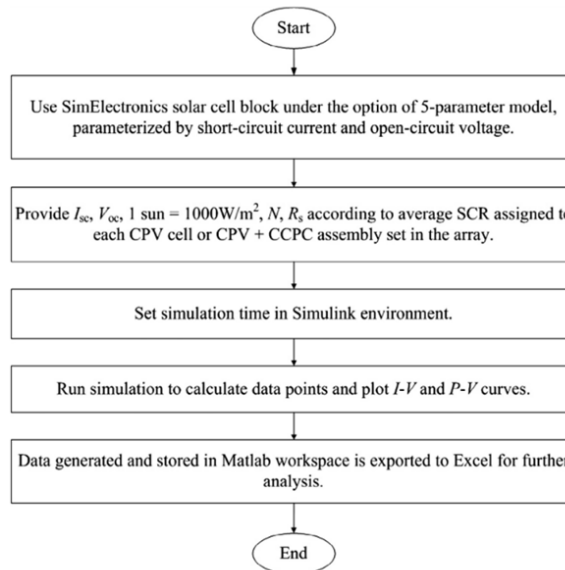 Start
Use SimElectronics solar cell block under the option of 5-parameter model,
parameterized by short-circuit current and open-circuit voltage.
Provide Isc, Voc, 1 sun = 1000W/m², N, Rs according to average SCR assigned t
each CPV cell or CPV + CCPC assembly set in the array.
Set simulation time in Simulink environment.
Run simulation to calculate data points and plot I-V and P-V curves.
Data generated and stored in Matlab workspace is exported to Excel for further
analysis.
End